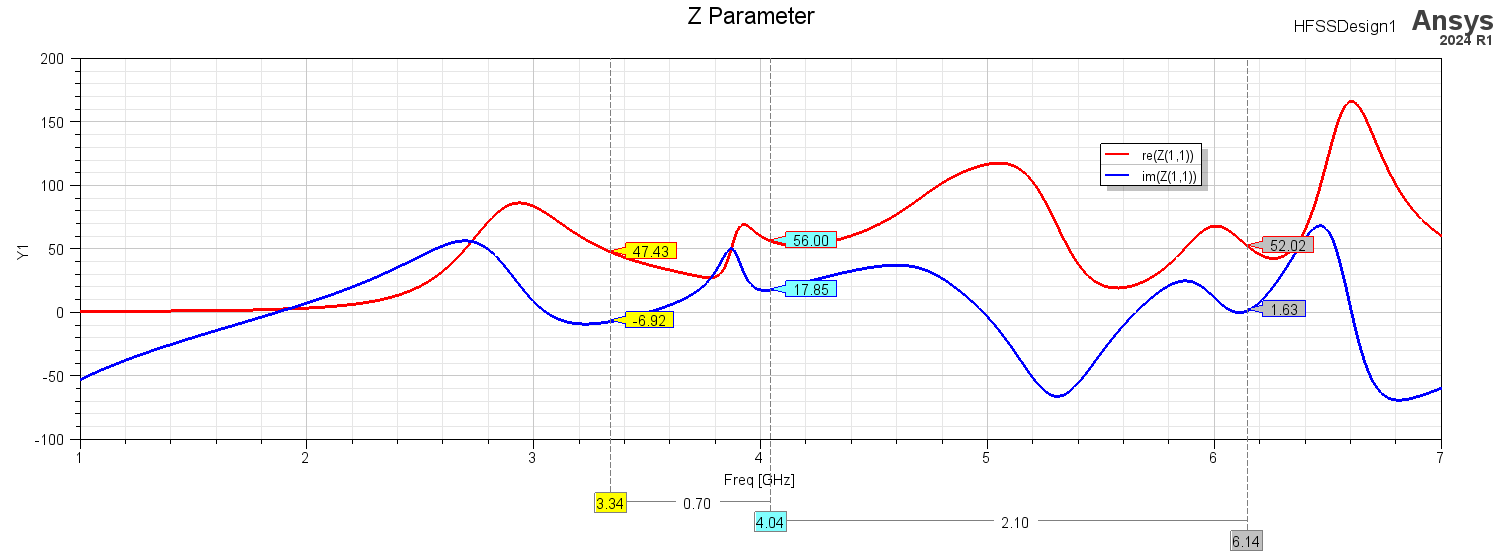 Z Parameter
HFSSDesign1
Ansys
2024 R1
200
150
100
50
0
-50
-100
Y1
re(Z(1,1))
im(Z(1,1))
47.43
56.00
52.02
17.85
-6.92
1.63
1 2 3 4 5 6 7
Freq [GHz]
3.34 0.70
4.04 2.10
6.14